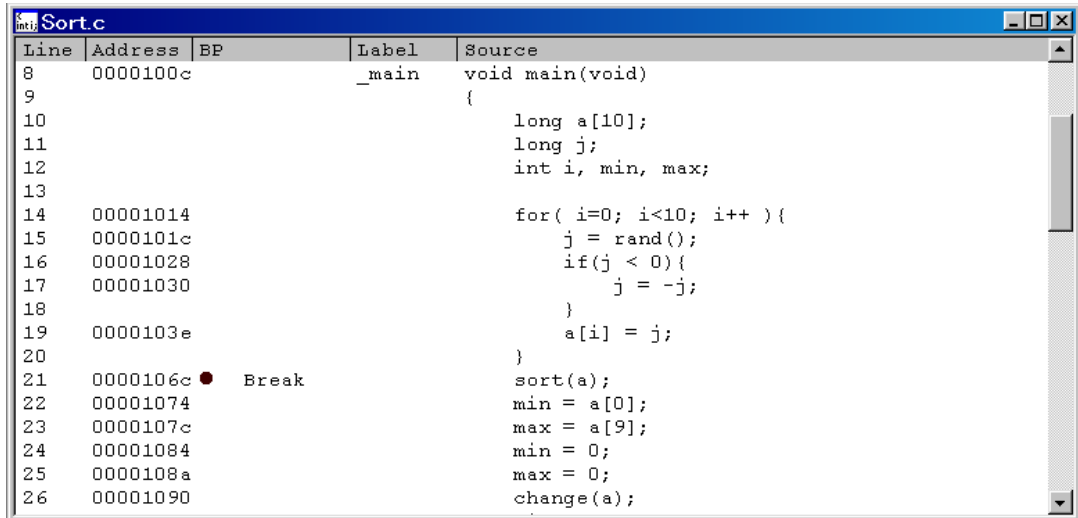 Sort.c
Line Address BP Label Source
8 0000100c _main void main(void)
9 {
10 long a[10];
11 long j;
12 int i, min, max;
13
14 00001014 for( i=0; i<10; i++ ){
15 0000101c j = rand();
16 00001028 if(j < 0){
17 00001030 j = -j;
18 }
19 0000103e a[i] = j;
20 }
21 0000106c Break sort(a);
22 00001074 min = a[0];
23 0000107c max = a[9];
24 00001084 min = 0;
25 0000108a max = 0;
26 00001090 change(a);